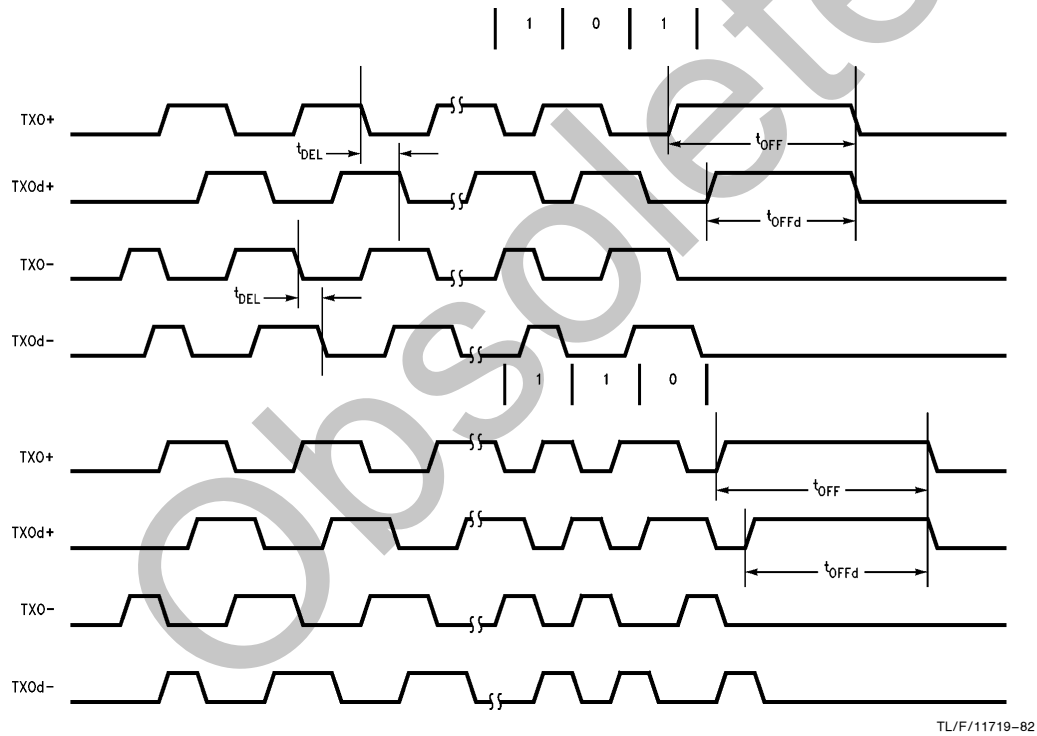 1 0 1
TXO+
tOFF
tDEL
TXOd+
tOFFd
TXO-
tDEL
TXOd-
1 1 0
TXO+
tOFF
TXOd+
tOFFd
TXO-
TXOd-
TL/F/11719-82
Obsolete